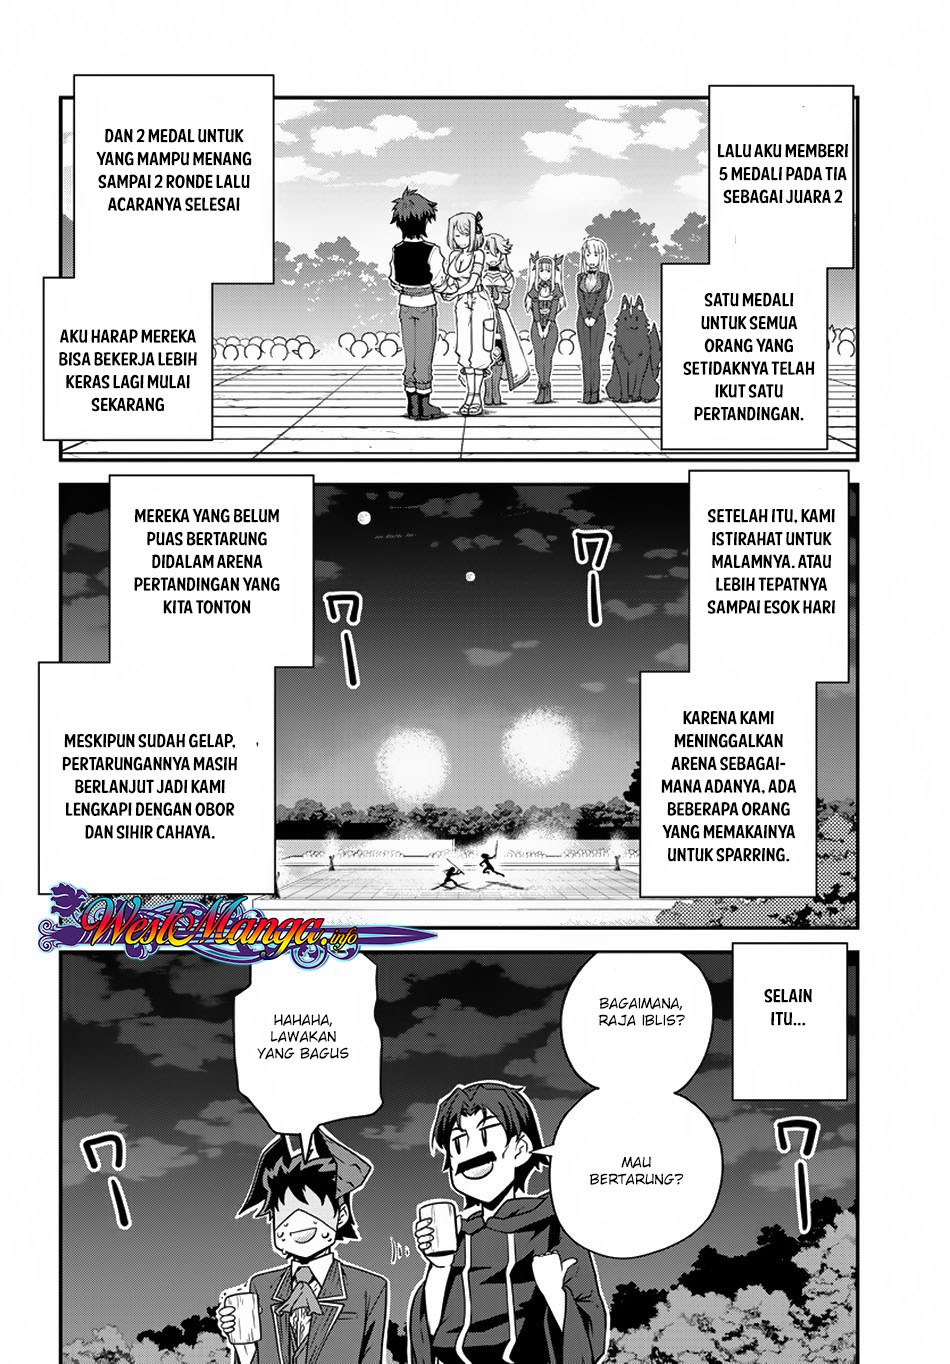 LALU AKU MEMBERI
5 MEDALI PADA TIA
SEBAGAI JUARA 2
SATU MEDALI
UNTUK SEMUA
ORANG YANG
SETIDAKNYA TELAH
IKUT SATU
PERTANDINGAN.
DAN 2 MEDAL UNTUK
YANG MAMPU MENANG
SAMPAI 2 RONDE LALU
ACARANYA SELESAI
AKU HARAP MEREKA
BISA BEKERJA LEBIH
KERAS LAGI MULAI
SEKARANG
SETELAH ITU, KAMI
ISTIRAHAT UNTUK
MALAMNYA. ATAU
LEBIH TEPATNYA
SAMPAI ESOK HARI
KARENA KAMI
MENINGGALKAN
ARENA SEBAGAI-
MANA ADANYA, ADA
BEBERAPA ORANG
YANG MEMAKAINYA
UNTUK SPARRING.
ワー
ワー
MEREKA YANG BELUM
PUAS BERTARUNG
DIDALAM ARENA
PERTANDINGAN YANG
KITA TONTON
MESKIPUN SUDAH GELAP,
PERTARUNGANNYA MASIH
BERLANJUT JADI KAMI
LENGKAPI DENGAN OBOR
DAN SIHIR CAHAYA.
WestManga.info
SELAIN
ITU...
BAGAIMANA,
RAJA IBLIS?
MAU
BERTARUNG?
HAHAHA,
LAWAKAN
YANG BAGUS
ワー
ワー